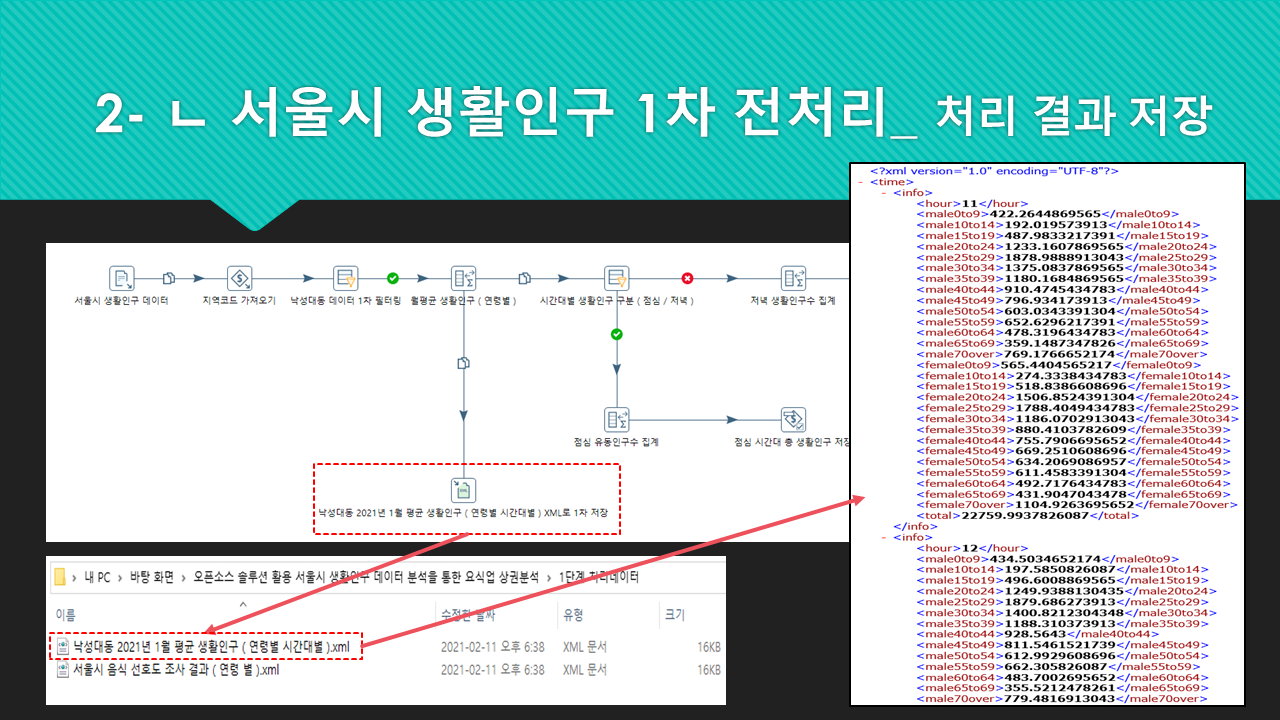 2- ㄴ 서울시 생활인구 1차 전처리_ 처리 결과 저장
서울시 생활인구 데이터
지역코드 가져오기
낙성대동 데이터 1차 필터링
월평균 생활인구 ( 연령별 )
시간대별 생활인구 구분 ( 점심 / 저녁 )
저녁 생활인구수 집계
점심 유동인구수 집계
점심 시간대 총 생활인구 저장
낙성대동 2021년 1월 평균 생활인구 ( 연령별 시간대별 ) XML로 1차 저장
내 PC > 바탕 화면 > 오픈소스 솔루션 활용 서울시 생활인구 데이터 분석을 통한 요식업 상권분석 > 1단계 처리데이터
이름 수정한 날짜 유형 크기
낙성대동 2021년 1월 평균 생활인구 ( 연령별 시간대별 ).xml 2021-02-11 오후 6:38 XML 문서 16KB
서울시 음식 선호도 조사 결과 ( 연령 별 ).xml 2021-02-11 오후 6:38 XML 문서 16KB
<?xml version="1.0" encoding="UTF-8"?>
- <time>
- <info>
<hour>11</hour>
<male0to9>422.2644869565</male0to9>
<male10to14>192.019573913</male10to14>
<male15to19>487.9833217391</male15to19>
<male20to24>1233.1607869565</male20to24>
<male25to29>1878.9888913043</male25to29>
<male30to34>1375.0837869565</male30to34>
<male35to39>1180.1684869565</male35to39>
<male40to44>910.4745434783</male40to44>
<male45to49>796.934173913</male45to49>
<male50to54>603.0343391304</male50to54>
<male55to59>652.6296217391</male55to59>
<male60to64>478.3196434783</male60to64>
<male65to69>359.1487347826</male65to69>
<male70over>769.1766652174</male70over>
<female0to9>565.4404565217</female0to9>
<female10to14>274.3338434783</female10to14>
<female15to19>518.8386608696</female15to19>
<female20to24>1506.8524391304</female20to24>
<female25to29>1788.4049434783</female25to29>
<female30to34>1186.0702913043</female30to34>
<female35to39>880.4103782609</female35to39>
<female40to44>755.7906695652</female40to44>
<female45to49>669.2510608696</female45to49>
<female50to54>634.2069086957</female50to54>
<female55to59>611.4583391304</female55to59>
<female60to64>492.7176434783</female60to64>
<female65to69>431.9047043478</female65to69>
<female70over>1104.9263695652</female70over>
<total>22759.9937826087</total>
</info>
- <info>
<hour>12</hour>
<male0to9>434.5034652174</male0to9>
<male10to14>197.5850826087</male10to14>
<male15to19>496.6008869565</male15to19>
<male20to24>1249.9388130435</male20to24>
<male25to29>1879.686273913</male25to29>
<male30to34>1400.8212304348</male30to34>
<male35to39>1188.310373913</male35to39>
<male40to44>928.5643</male40to44>
<male45to49>811.5461521739</male45to49>
<male50to54>612.9929608696</male50to54>
<male55to59>662.305826087</male55to59>
<male60to64>483.7002695652</male60to64>
<male65to69>355.5212478261</male65to69>
<male70over>779.4816913043</male70over>